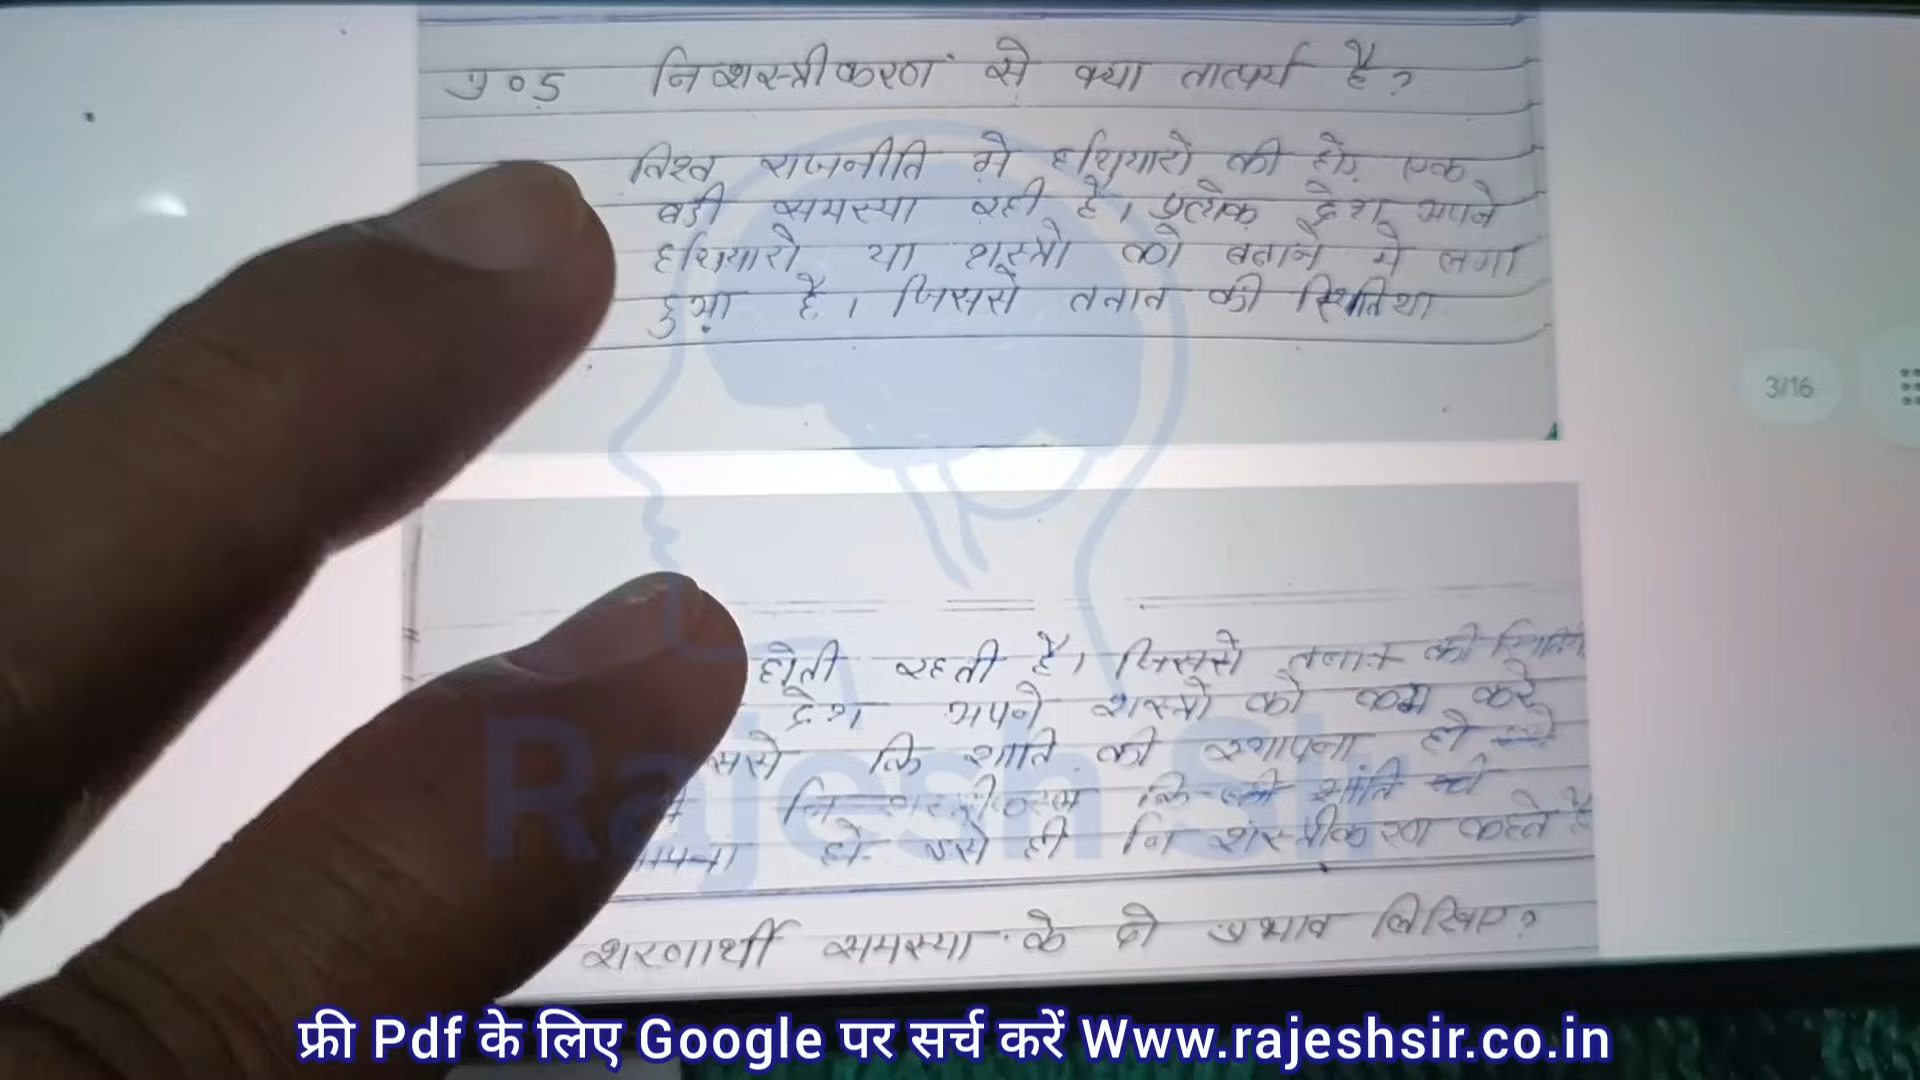 प्र०5 निशस्त्रीकरण से क्या तात्पर्य है?
विश्व राजनीति मे हथियारो की होड़ एक
बडी समस्या रही है। प्रत्येक देश अपने
हथियारो या शस्त्रो को बढाने मे लगा
हुआ है। जिससे तनाव की स्थितिया
3/16
होती रहती है। जिससे तनाव की
देश अपने शस्त्रो को कम करे
ससे कि शाति की स्थापना हो
शांति
हो उसे ही नि शस्त्रीकरण कहते है
Rajesh Sir
शरणार्थी समस्या के दो प्रभाव लिखिए?
फ्री Pdf के लिए Google पर सर्च करें Www.rajeshsir.co.in